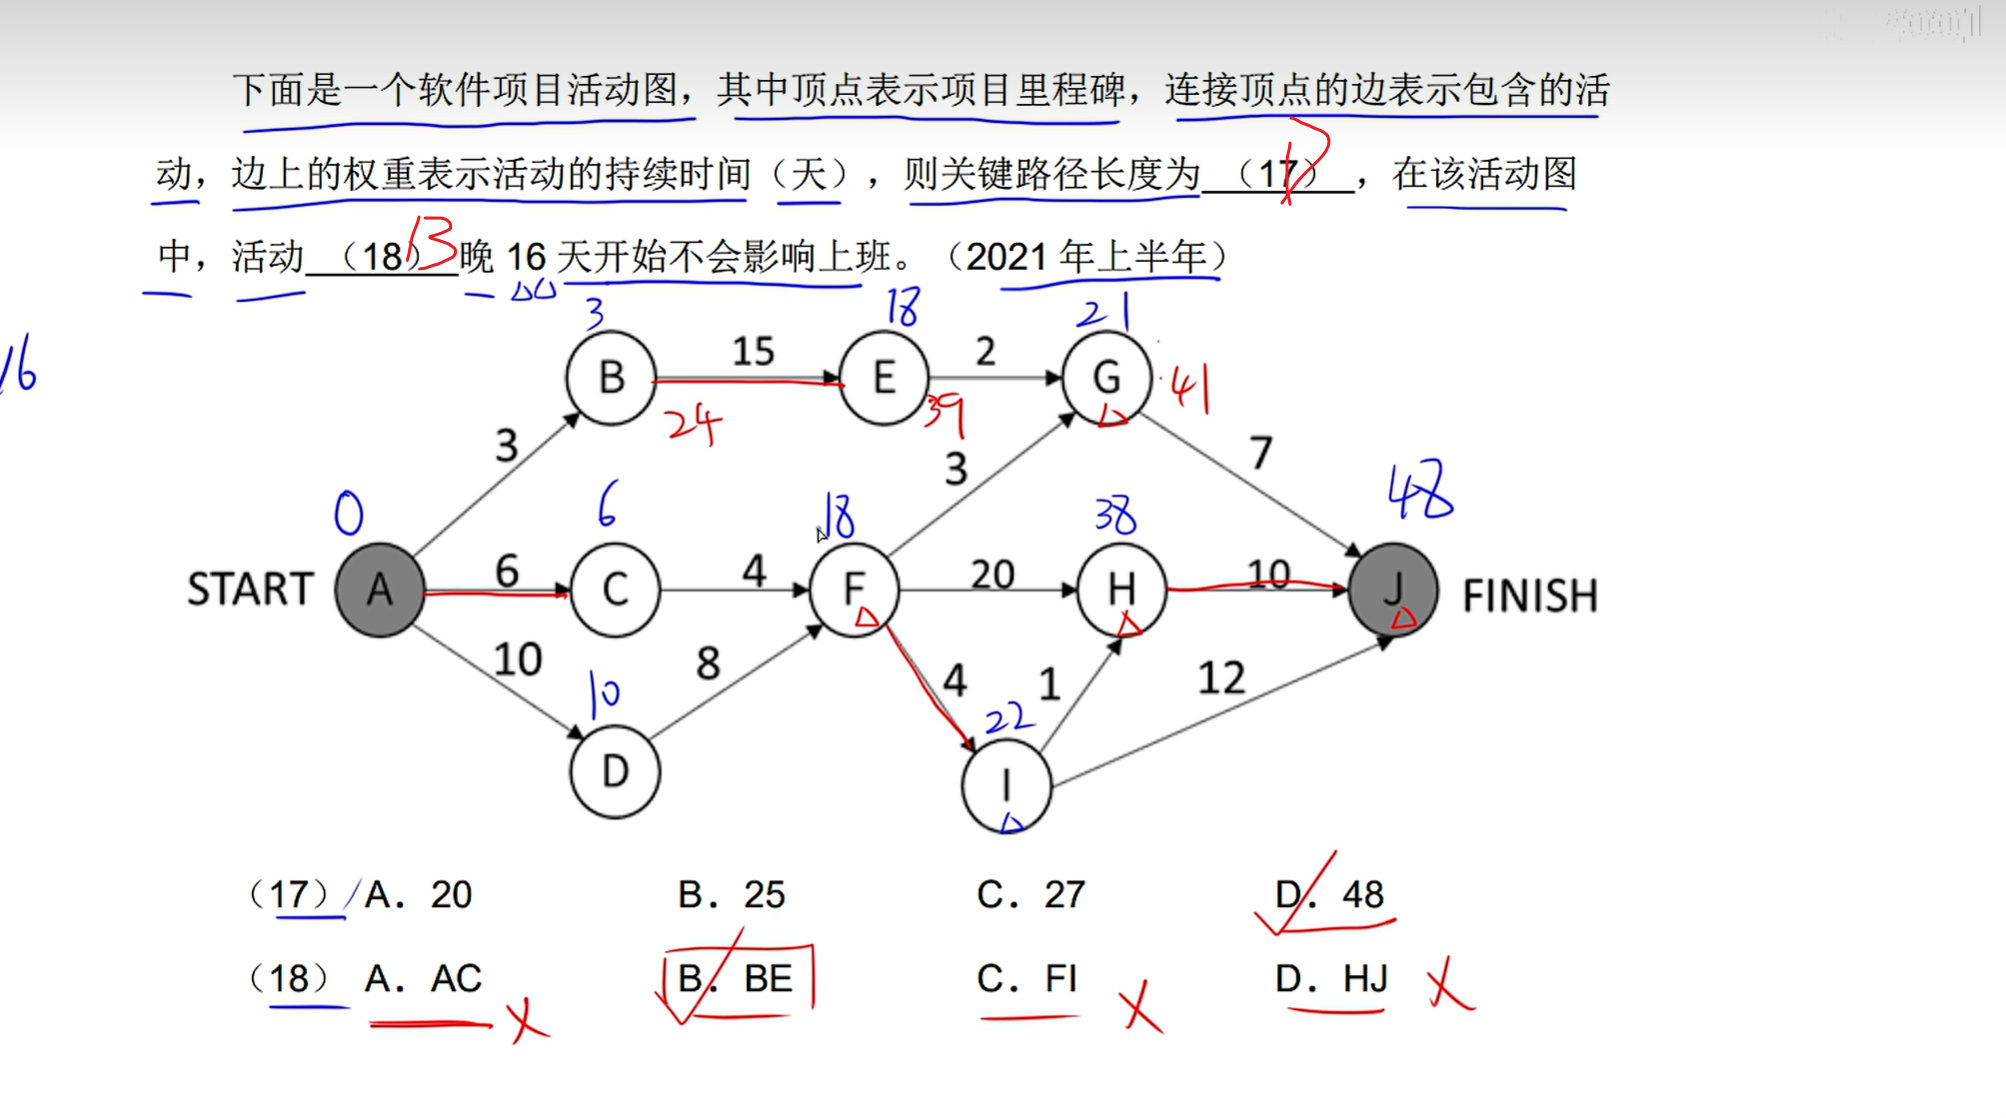 下面是一个软件项目活动图，其中顶点表示项目里程碑，连接顶点的边表示包含的活
动，边上的权重表示活动的持续时间（天），则关键路径长度为（17），在该活动图
中，活动（18）晚 16 天开始不会影响上班。（2021 年上半年）
D
B
3 18 21
16
B 15 E 2 G
24 39 41
3 3 7
0 6 18 38 48
START A 6 C 4 F 20 H 10 J FINISH
10 8 4 1 12
10 22
D I
（17） A. 20 B. 25 C. 27 D. 48
（18） A. AC B. BE C. FI D. HJ